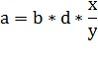 a = b * d * x/y